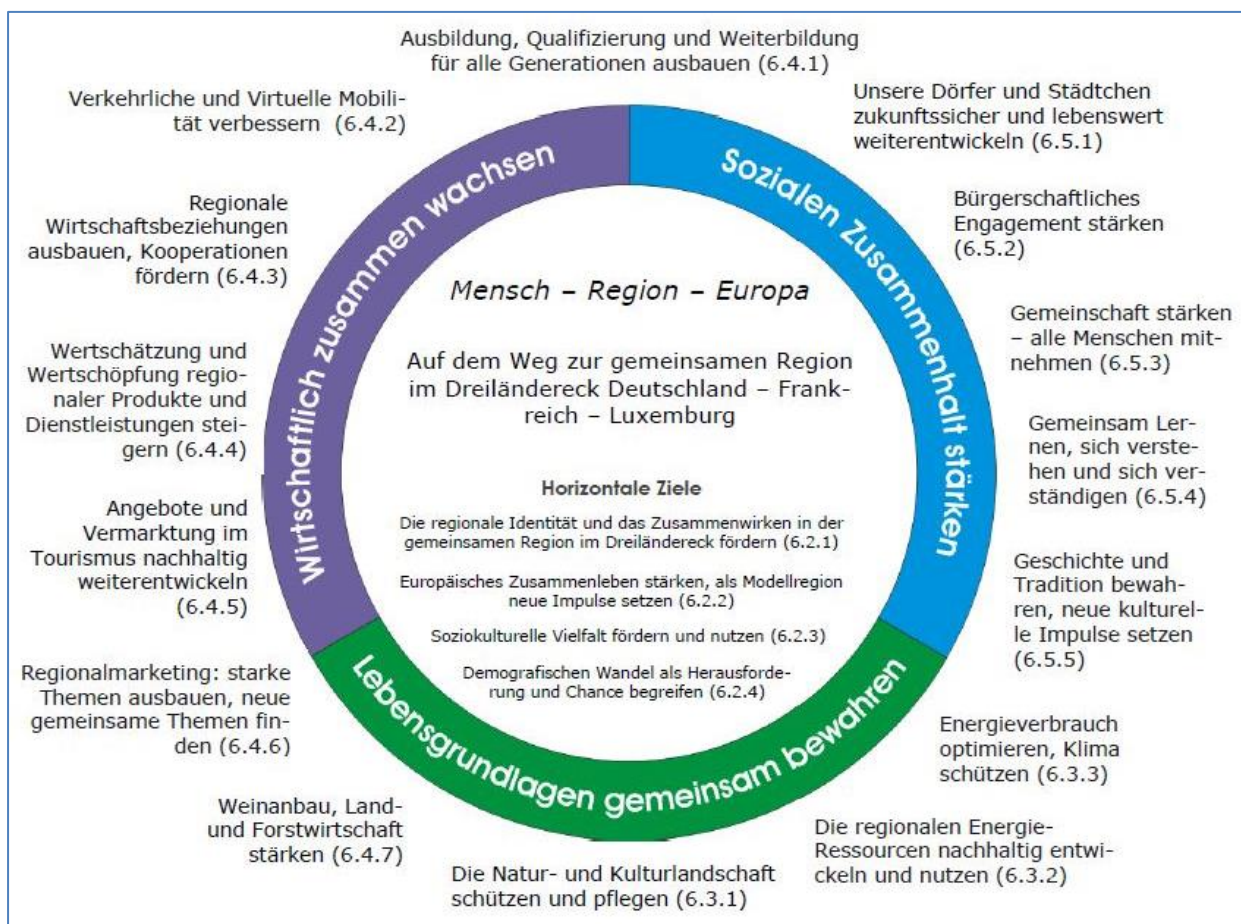 Ausbildung, Qualifizierung und Weiterbildung
für alle Generationen ausbauen (6.4.1)
Verkehrliche und Virtuelle Mobili-
tät verbessern (6.4.2)
Regionale
Wirtschaftsbeziehungen
ausbauen, Kooperationen
fördern (6.4.3)
Wertschätzung und
Wertschöpfung regio-
naler Produkte und
Dienstleistungen stei-
gern (6.4.4)
Angebote und
Vermarktung im
Tourismus nachhaltig
weiterentwickeln
(6.4.5)
Regionalmarketing: starke
Themen ausbauen, neue
gemeinsame Themen fin-
den (6.4.6)
Weinanbau, Land-
und Forstwirtschaft
stärken (6.4.7)
Wirtschaftlich zusammen wachsen
Sozialen Zusammenhalt stärken
Lebensgrundlagen gemeinsam bewahren
Mensch – Region – Europa
Auf dem Weg zur gemeinsamen Region
im Dreiländereck Deutschland – Frank-
reich – Luxemburg
Horizontale Ziele
Die regionale Identität und das Zusammenwirken in der
gemeinsamen Region im Dreiländereck fördern (6.2.1)
Europäisches Zusammenleben stärken, als Modellregion
neue Impulse setzen (6.2.2)
Soziokulturelle Vielfalt fördern und nutzen (6.2.3)
Demografischen Wandel als Herausforde-
rung und Chance begreifen (6.2.4)
Unsere Dörfer und Städtchen
zukunftssicher und lebenswert
weiterentwickeln (6.5.1)
Bürgerschaftliches
Engagement stärken
(6.5.2)
Gemeinschaft stärken
– alle Menschen mit-
nehmen (6.5.3)
Gemeinsam Ler-
nen, sich verste-
hen und sich ver-
ständigen (6.5.4)
Geschichte und
Tradition bewah-
ren, neue kulturel-
le Impulse setzen
(6.5.5)
Energieverbrauch
optimieren, Klima
schützen (6.3.3)
Die regionalen Energie-
Ressourcen nachhaltig entwi-
ckeln und nutzen (6.3.2)
Die Natur- und Kulturlandschaft
schützen und pflegen (6.3.1)